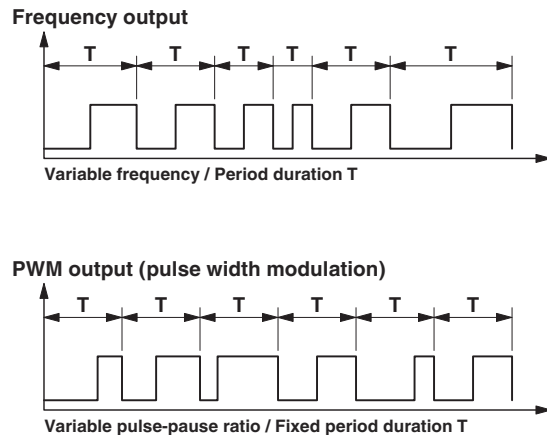 Frequency output
T T T T T T
Variable frequency / Period duration T
PWM output (pulse width modulation)
T T T T T T
Variable pulse-pause ratio / Fixed period duration T